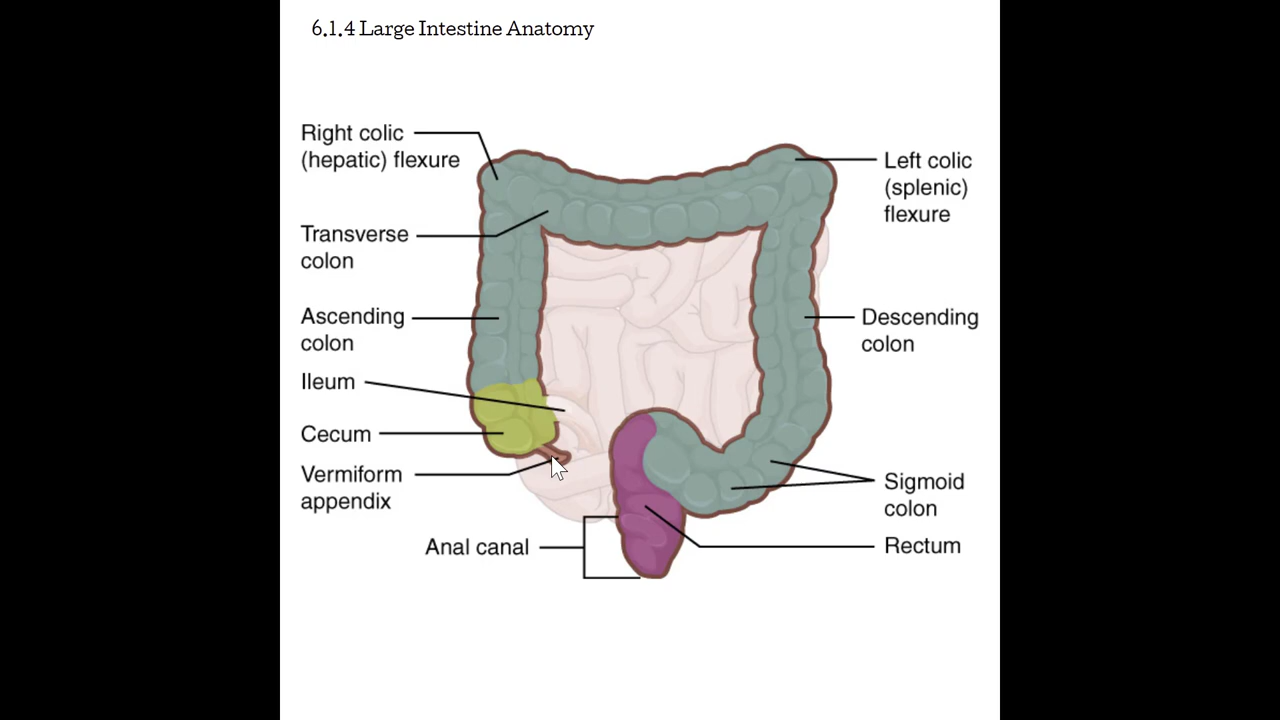 6.1.4 Large Intestine Anatomy
Right colic
(hepatic) flexure
Transverse
colon
Ascending
colon
Ileum
Cecum
Vermiform
appendix
Anal canal
Left colic
(splenic)
flexure
Descending
colon
Sigmoid
colon
Rectum